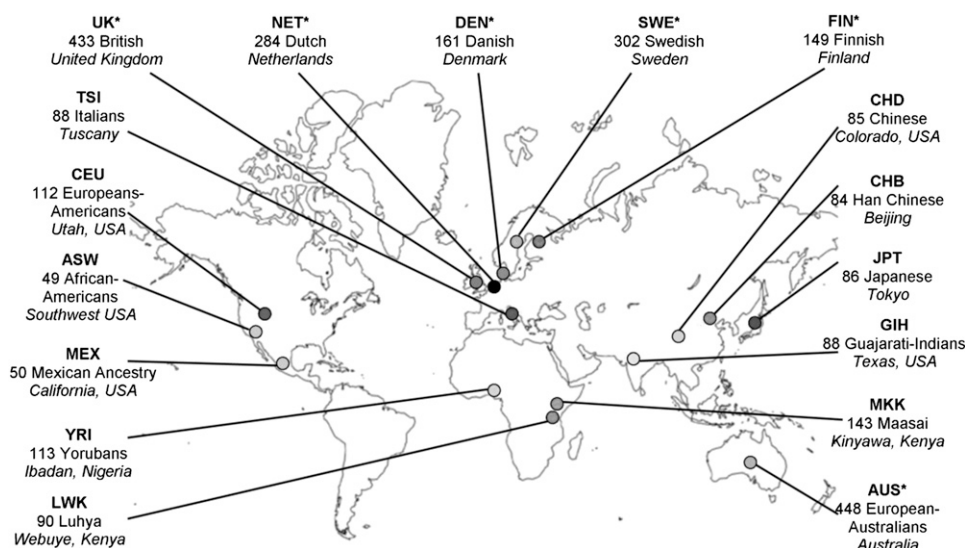 UK*
433 British
United Kingdom
NET*
284 Dutch
Netherlands
DEN*
161 Danish
Denmark
SWE*
302 Swedish
Sweden
FIN*
149 Finnish
Finland
TSI
88 Italians
Tuscany
CEU
112 Europeans-
Americans
Utah, USA
ASW
49 African-
Americans
Southwest USA
MEX
50 Mexican Ancestry
California, USA
YRI
113 Yorubans
Ibadan, Nigeria
LWK
90 Luhya
Webuye, Kenya
CHD
85 Chinese
Colorado, USA
CHB
84 Han Chinese
Beijing
JPT
86 Japanese
Tokyo
GIH
88 Guajarati-Indians
Texas, USA
MKK
143 Maasai
Kinyawa, Kenya
AUS*
448 European-
Australians
Australia